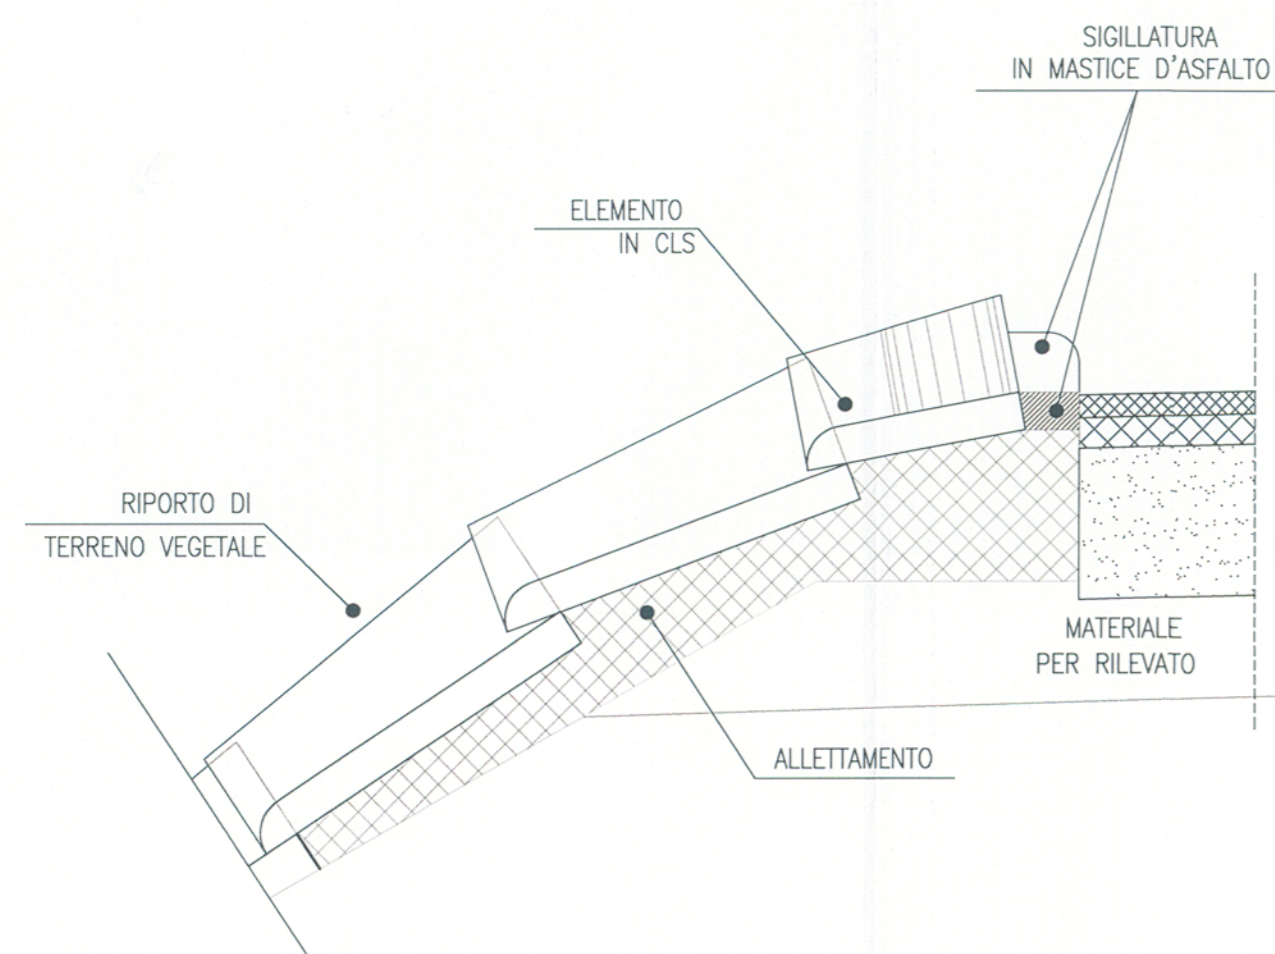 SIGILLATURA
IN MASTICE D'ASFALTO
ELEMENTO
IN CLS
RIPORTO DI
TERRENO VEGETALE
MATERIALE
PER RILEVATO
ALLETTAMENTO